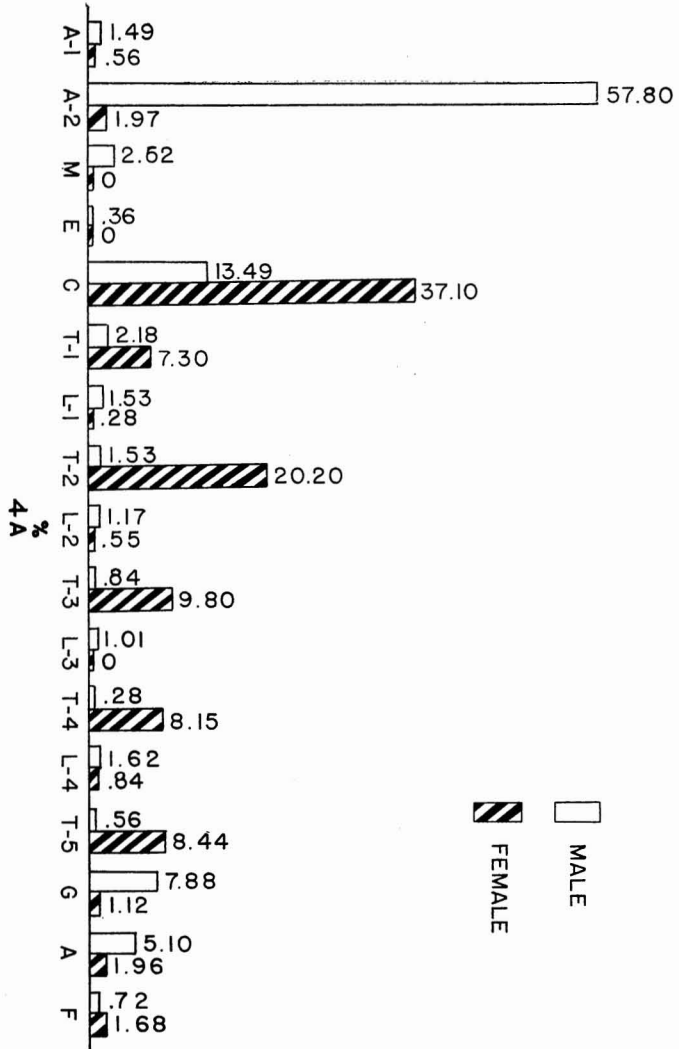 A-1
1.49
.56
A-2
57.80
1.97
M
2.62
0
E
.36
0
C
13.49
37.10
T-1
2.18
7.30
L-1
1.53
.28
T-2
1.53
20.20
L-2
1.17
.55
T-3
.84
9.80
L-3
1.01
0
T-4
.28
8.15
L-4
1.62
.84
T-5
.56
8.44
G
7.88
1.12
A
5.10
1.96
F
.72
1.68
%
4A
MALE
FEMALE